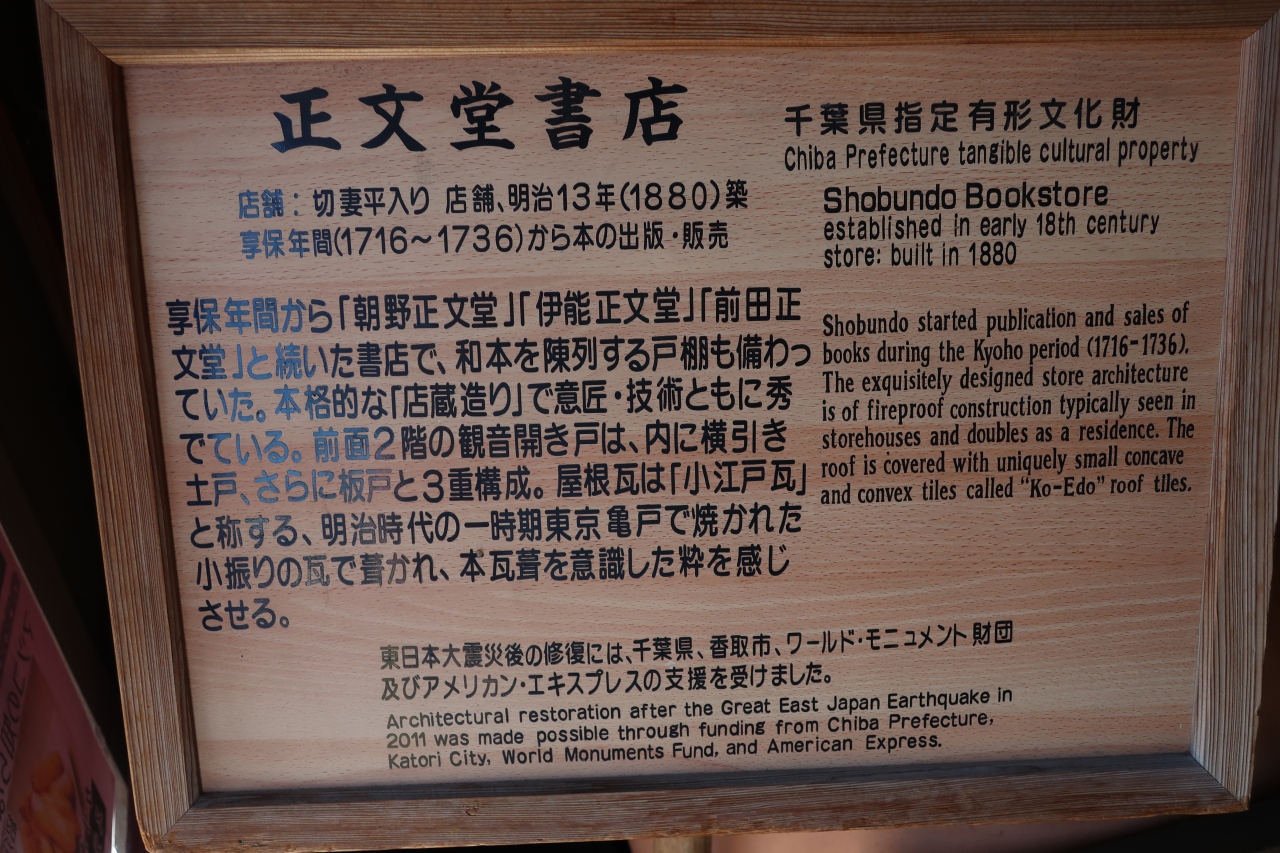 正文堂書店
千葉県指定有形文化財
Chiba Prefecture tangible cultural property
店舗：切妻平入り 店舗、明治13年(1880)築
享保年間(1716～1736)から本の出版・販売
Shobundo Bookstore
established in early 18th century
store: built in 1880
享保年間から「朝野正文堂」「伊能正文堂」「前田正
文堂」と続いた書店で、和本を陳列する戸棚も備わっ
ていた。本格的な「店蔵造り」で意匠・技術ともに秀
でている。前面2階の観音開き戸は、内に横引き
土戸、さらに板戸と3重構成。屋根瓦は「小江戸瓦」
と称する、明治時代の一時期東京亀戸で焼かれた
小振りの瓦で葺かれ、本瓦葺を意識した粋を感じ
させる。
Shobundo started publication and sales of
books during the Kyoho period (1716-1736).
The exquisitely designed store architecture
is of fireproof construction typically seen in
storehouses and doubles as a residence. The
roof is covered with uniquely small concave
and convex tiles called "Ko-Edo" roof tiles.
東日本大震災後の修復には、千葉県、香取市、ワールド・モニュメント財団
及びアメリカン・エキスプレスの支援を受けました。
Architectural restoration after the Great East Japan Earthquake in
2011 was made possible through funding from Chiba Prefecture,
Katori City, World Monuments Fund, and American Express.